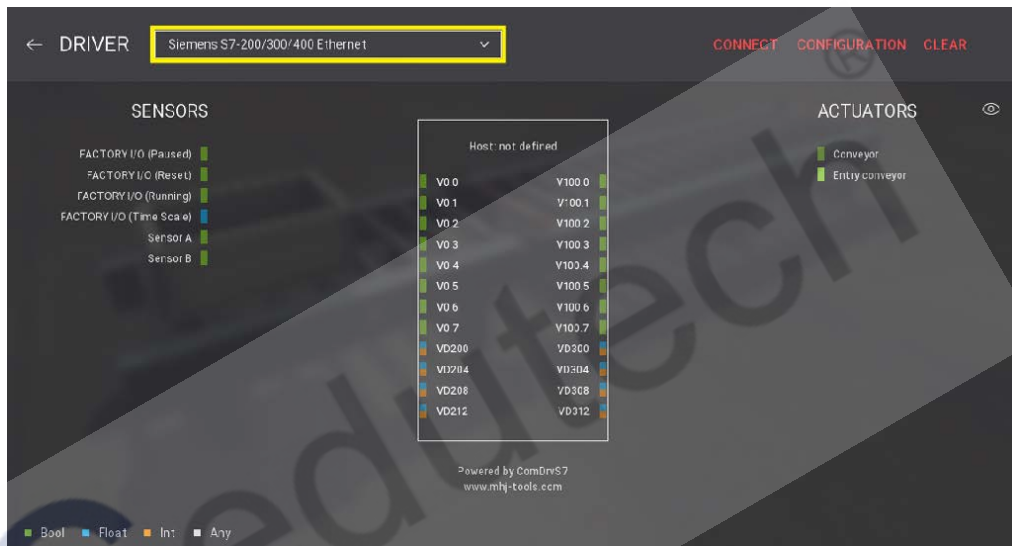 ← DRIVER Siemens S7-200/300/400 Ethernet CONNECT CONFIGURATION CLEAR
SENSORS
FACTORY I/O (Paused)
FACTORY I/O (Reset)
FACTORY I/O (Running)
FACTORY I/O (Time Scale)
Sensor A
Sensor B
Host: not defined
V0.0 V100.0
V0.1 V100.1
V0.2 V100.2
V0.3 V100.3
V0.4 V100.4
V0.5 V100.5
V0.6 V100.6
V0.7 V100.7
VD200 VD300
VD204 VD304
VD208 VD308
VD212 VD312
Powered by ComDrvS7
www.mhj-tools.com
ACTUATORS
Conveyor
Entry conveyor
Bool Float Int Any
edutech ®